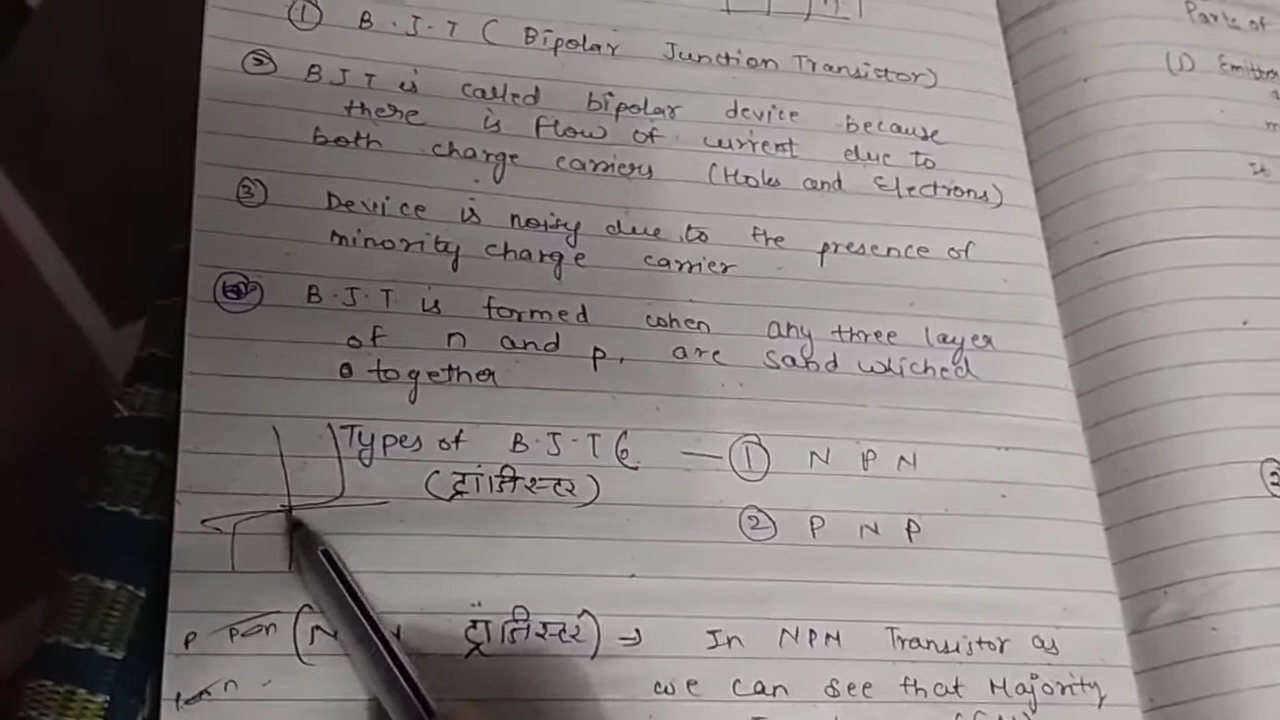 ① B.J.T ( Bipolar Junction Transistor)
② BJT is called bipolar device because
there is flow of current due to
both charge carriers (Holes and Electrons)
③ Device is noisy due to the presence of
minority charge carrier
B.J.T is formed when any three layer
of n and p, are sandwiched
together
Types of B.J.T — ① N P N
(ट्रांजिस्टर)
② P N P
ट्रांजिस्टर) → In NPN Transistor as
we can see that Majority
Parts of
(1) Emitter
It